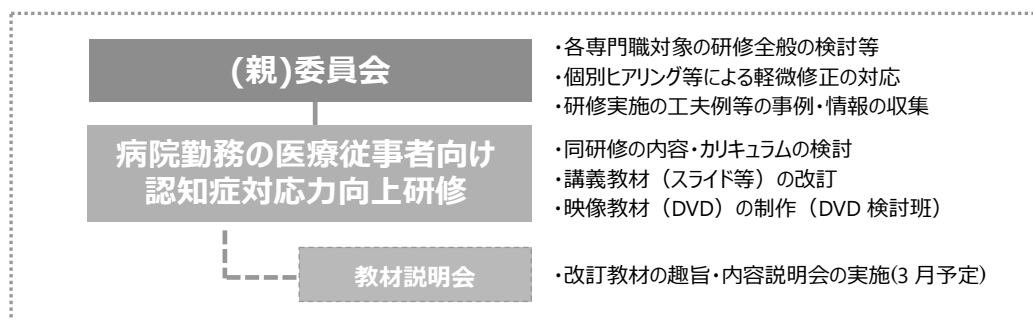 (親)委員会
・各専門職対象の研修全般の検討等
・個別ヒアリング等による軽微修正の対応
・研修実施の工夫例等の事例・情報の収集
病院勤務の医療従事者向け
認知症対応力向上研修
・同研修の内容・カリキュラムの検討
・講義教材（スライド等）の改訂
・映像教材（DVD）の制作（DVD 検討班）
教材説明会
・改訂教材の趣旨・内容説明会の実施(3 月予定)